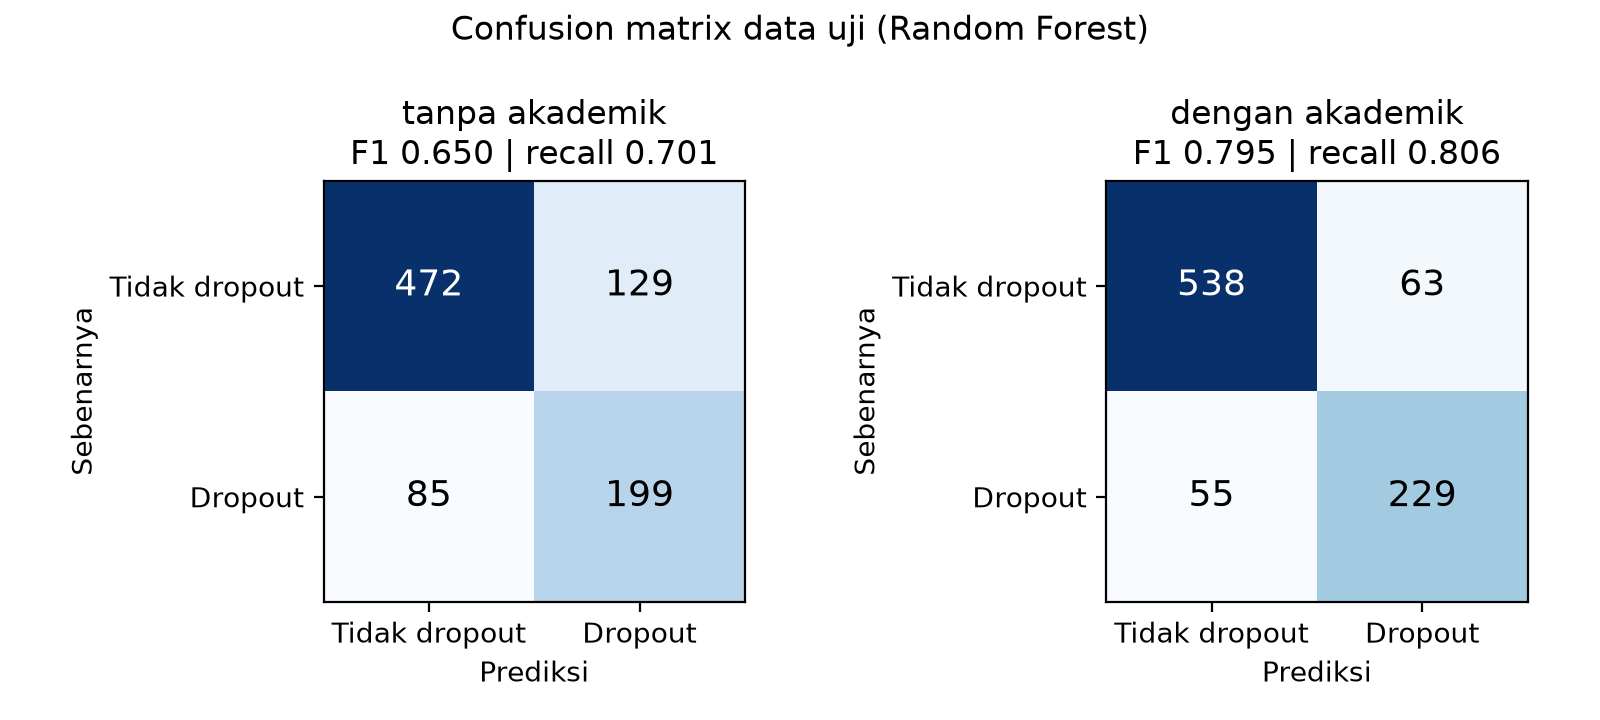 Confusion matrix data uji (Random Forest)
tanpa akademik
F1 0.650 | recall 0.701
Sebenarnya
Tidak dropout
472
129
Dropout
85
199
Tidak dropout
Dropout
Prediksi
dengan akademik
F1 0.795 | recall 0.806
Sebenarnya
Tidak dropout
538
63
Dropout
55
229
Tidak dropout
Dropout
Prediksi